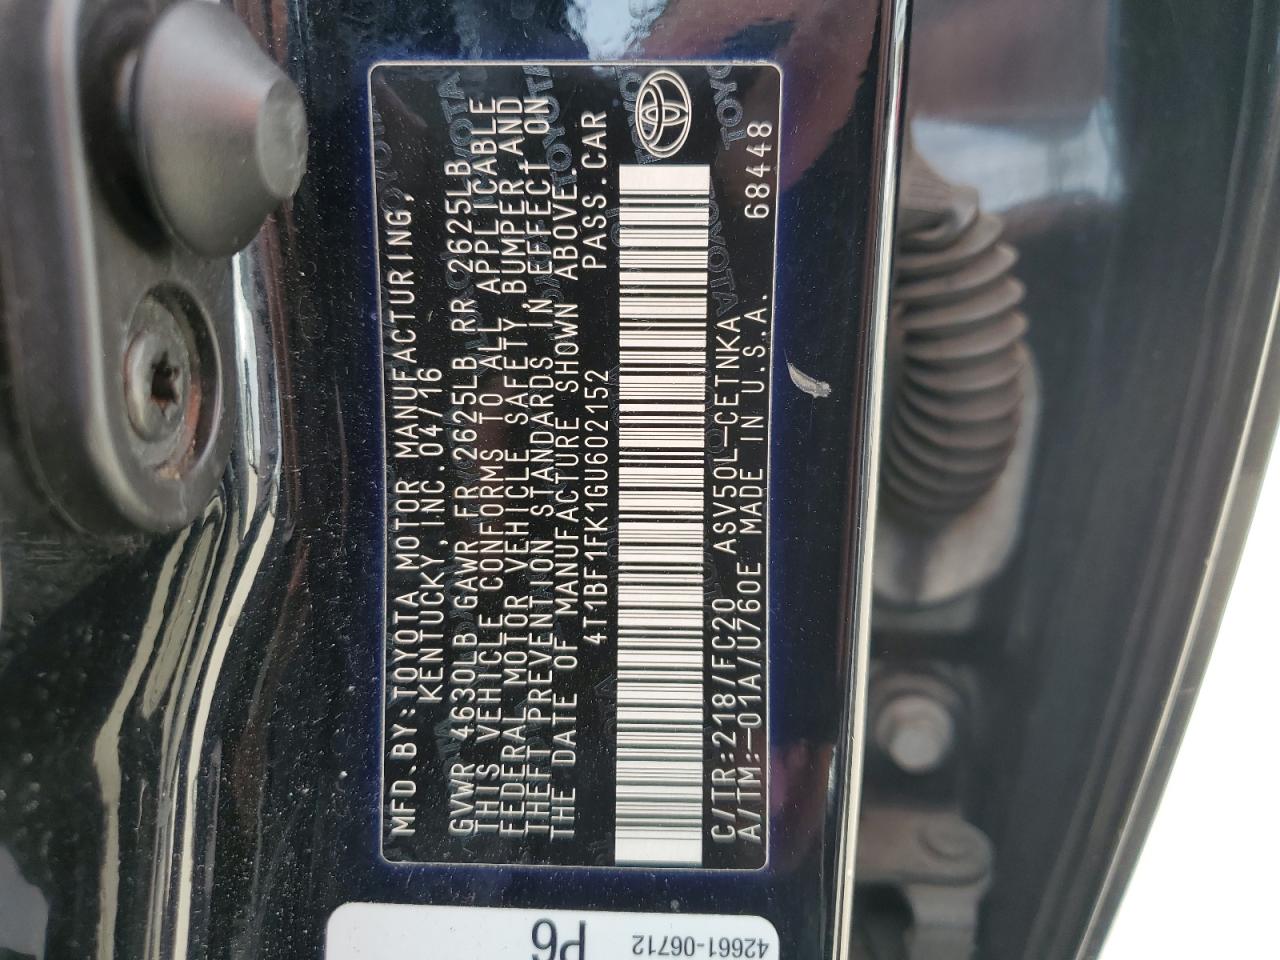 MFD.BY:TOYOTA MOTOR MANUFACTURING,
KENTUCKY,INC. 04/16
GVWR 4630LB GAWR FR 2625LB RR 2625LB
THIS VEHICLE CONFORMS TO ALL APPLICABLE
FEDERAL MOTOR VEHICLE SAFETY,BUMPER,AND
THEFT PREVENTION STANDARDS IN EFFECT ON
THE DATE OF MANUFACTURE SHOWN ABOVE.
4T1BF1FK1GU602152 PASS.CAR
C/TR:218/FC20 ASV50L-CETNKA
A/TM:-01A/U760E MADE IN U.S.A. 68448
P6
42661-06712